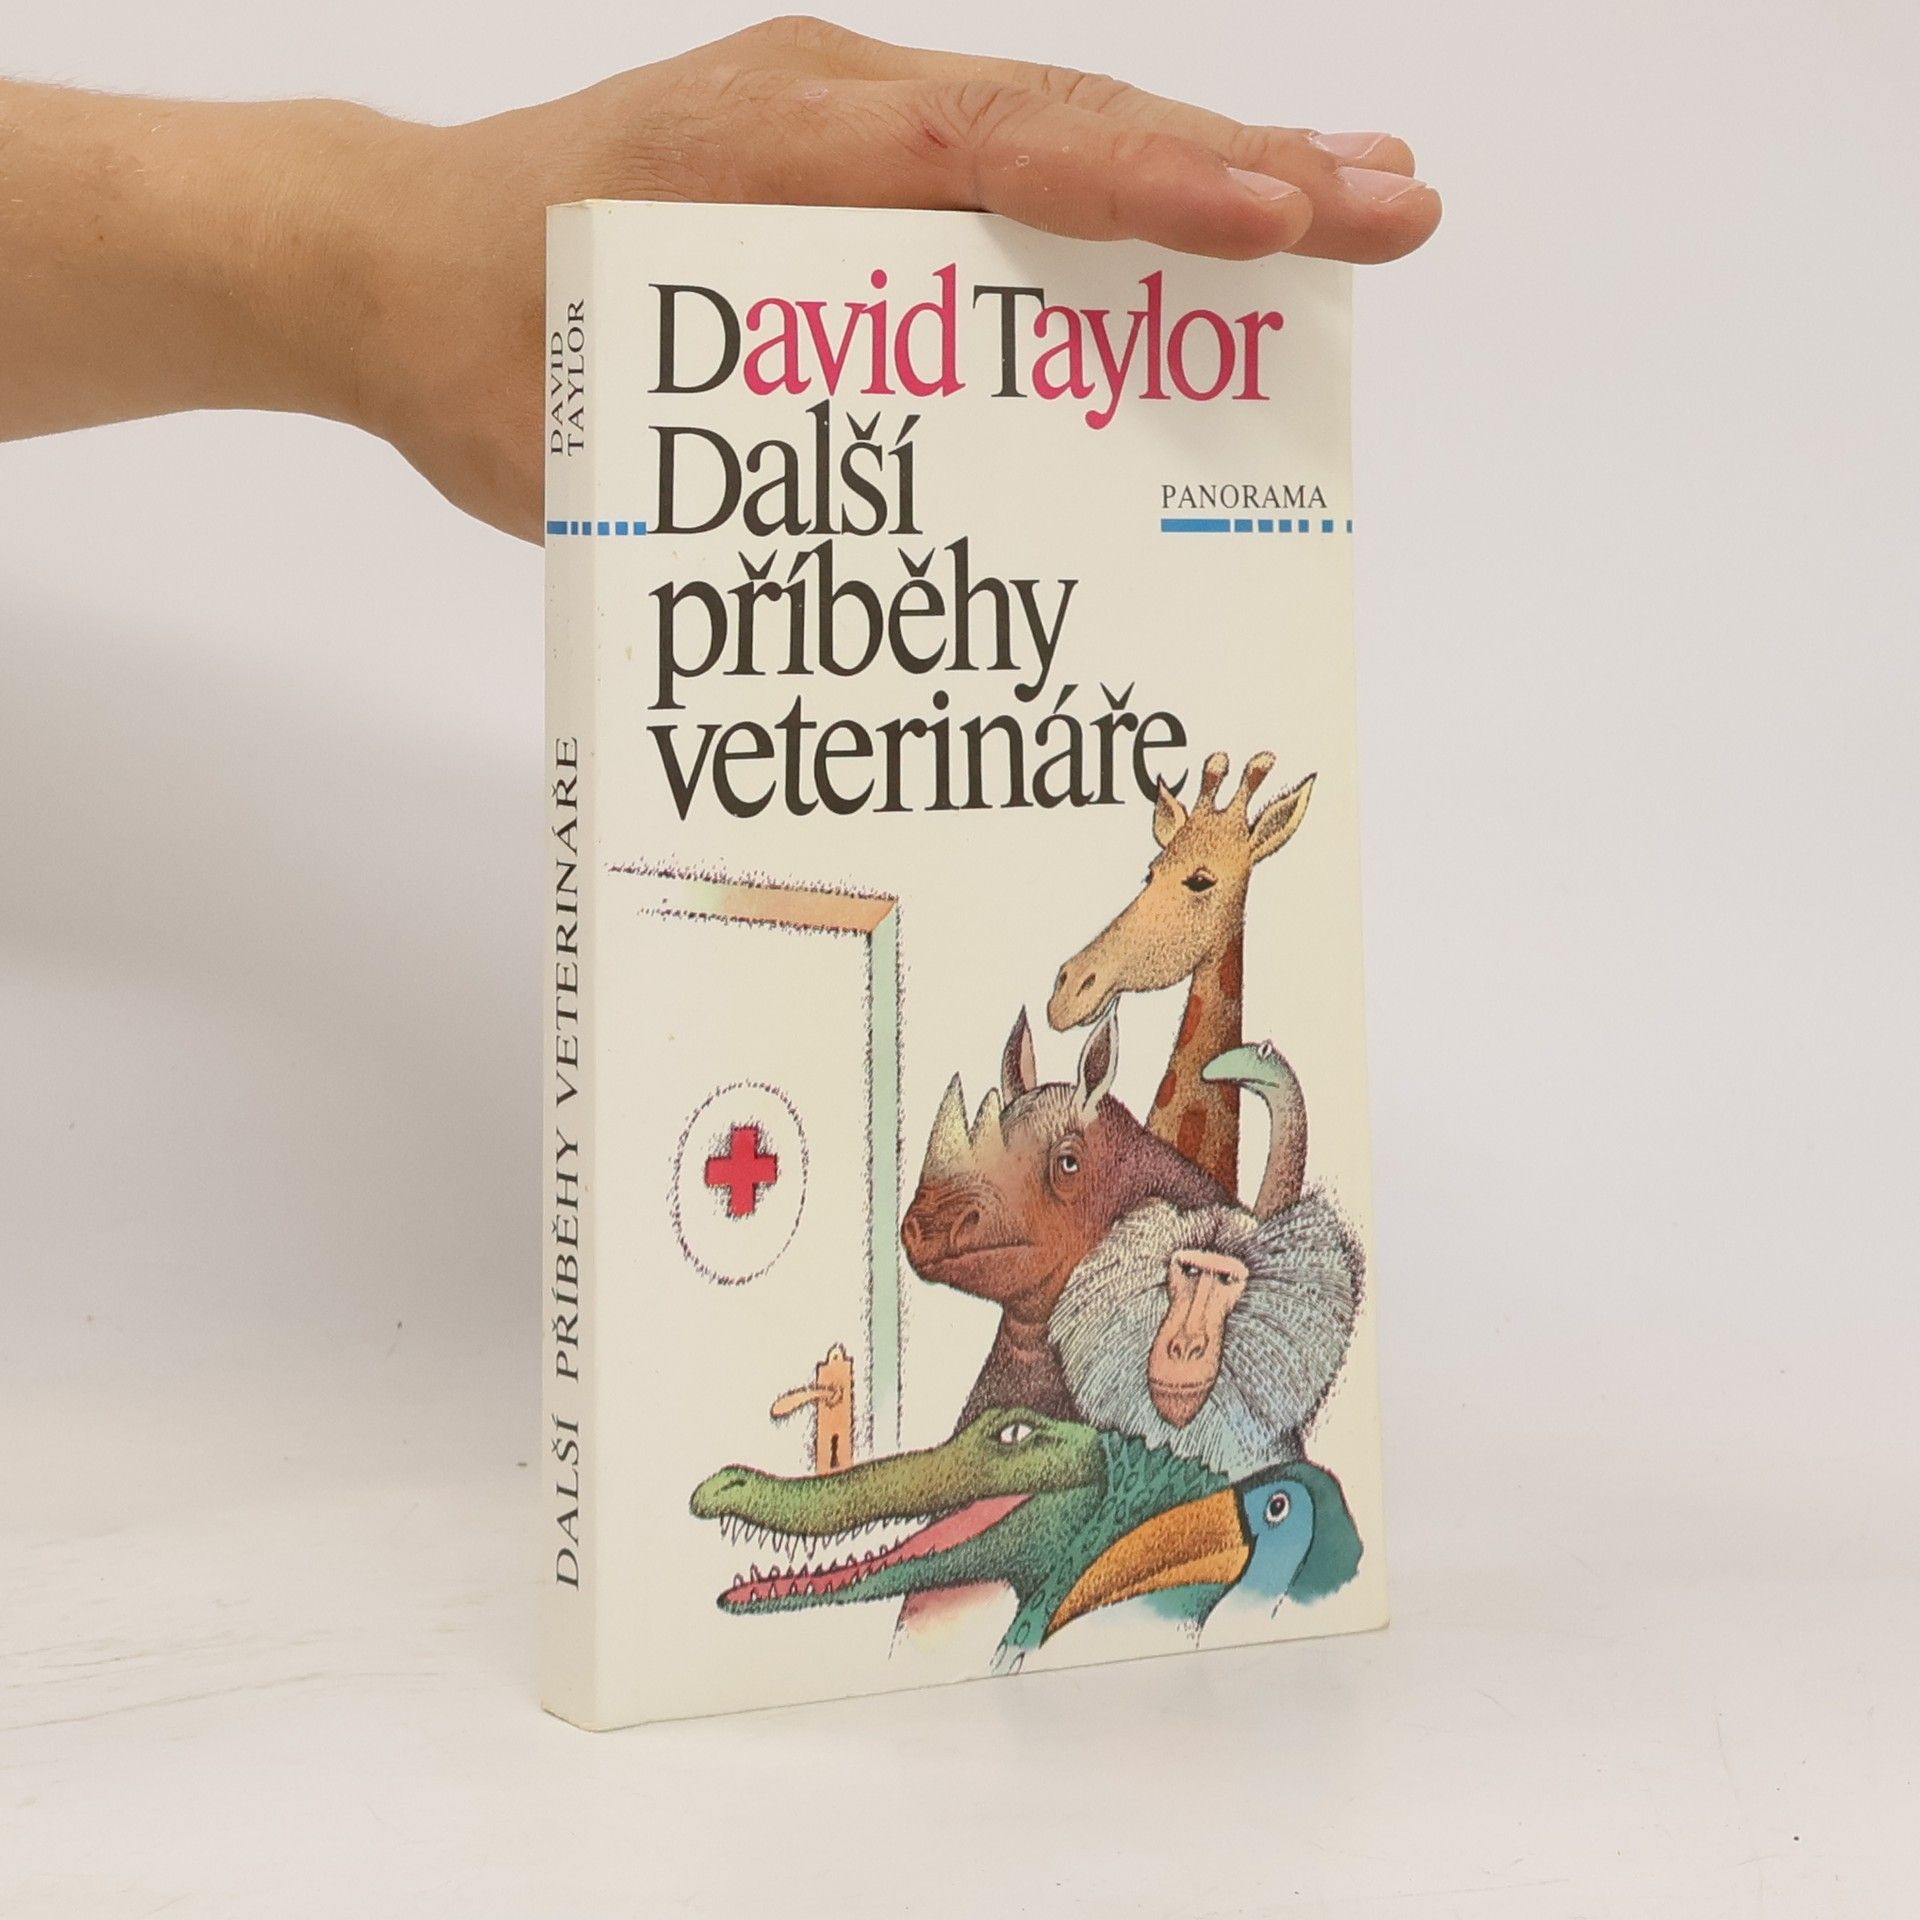 David Taylor
Další
příběhy
veterináře
PANORAMA
DAVID
TAYLOR
DALŠÍ PŘÍBĚHY VETERINÁŘE